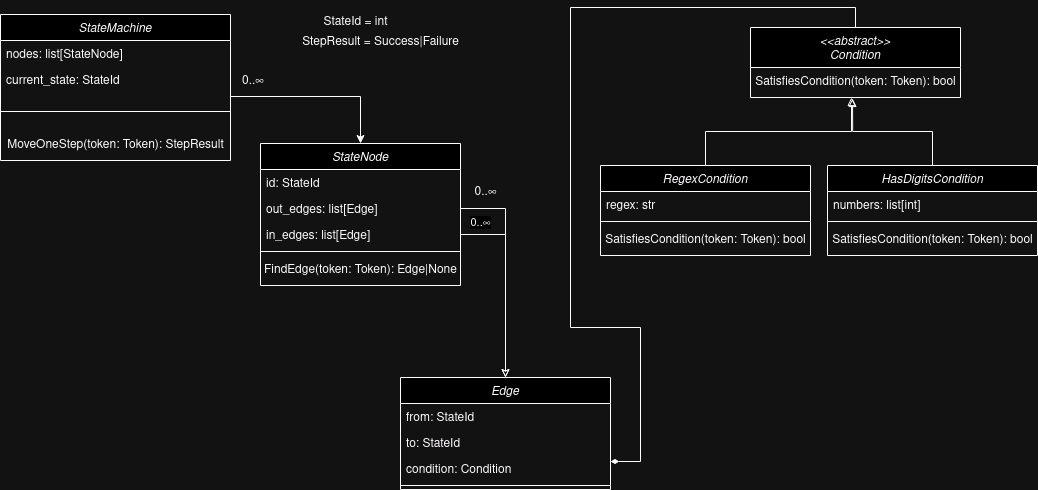 StateMachine
nodes: list[StateNode]
current_state: StateId
MoveOneStep(token: Token): StepResult
StateId = int
StepResult = Success|Failure
0..∞
StateNode
id: StateId
out_edges: list[Edge]
in_edges: list[Edge]
FindEdge(token: Token): Edge|None
0..∞
0..∞
<<abstract>>
Condition
SatisfiesCondition(token: Token): bool
RegexCondition
regex: str
SatisfiesCondition(token: Token): bool
HasDigitsCondition
numbers: list[int]
SatisfiesCondition(token: Token): bool
Edge
from: StateId
to: StateId
condition: Condition